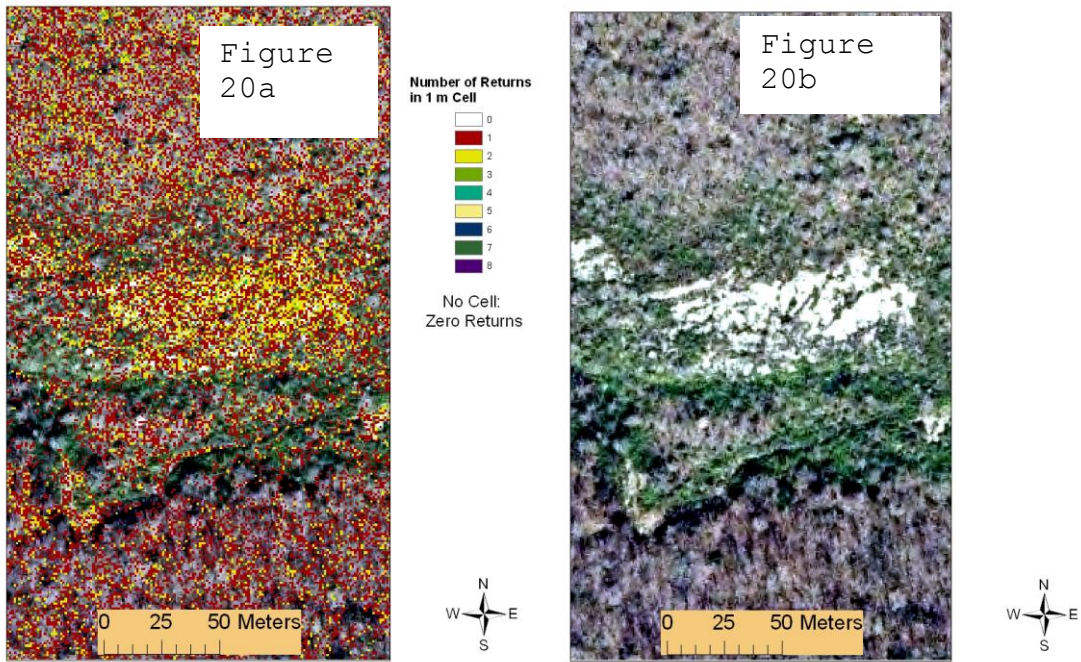 Figure
20a
Number of Returns
in 1 m Cell
0
1
2
3
4
5
6
7
8
No Cell:
Zero Returns
N
W E
S
0 25 50 Meters
Figure
20b
N
W E
S
0 25 50 Meters